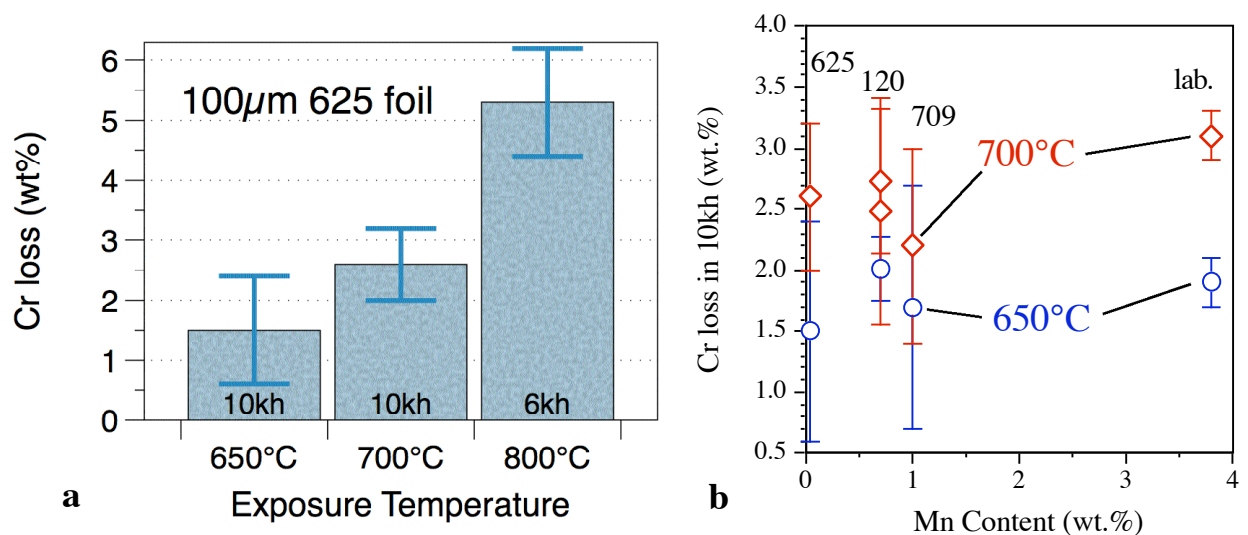 6
5
4
3
2
1
0
Cr loss (wt%)
100µm 625 foil
10kh
10kh
6kh
650°C
700°C
800°C
Exposure Temperature
a
4.0
3.5
3.0
2.5
2.0
1.5
1.0
0.5
Cr loss in 10kh (wt.%)
625
120
709
lab.
700°C
650°C
0
1
2
3
4
Mn Content (wt.%)
b